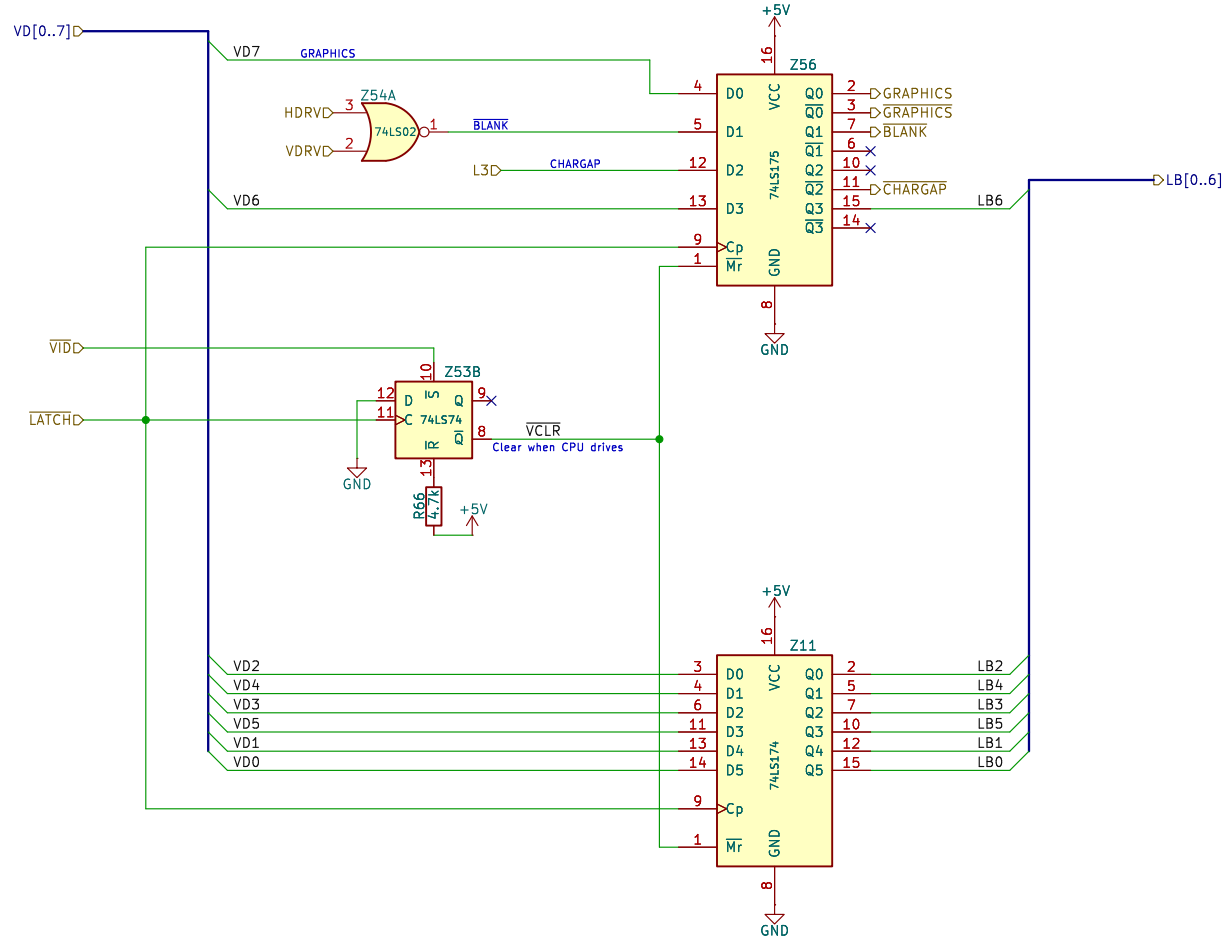 +5V
VD[0..7]
VD7 GRAPHICS
16
Z56
4 D0 VCC Q0 2 GRAPHICS
Z54A
HDRV 3
Q0 3 GRAPHICS
74LS02 1 BLANK 5 D1 Q1 7 BLANK
VDRV 2
Q1 6
L3 CHARGAP 12 D2 74LS175 Q2 10
LB[0..6]
Q2 11 CHARGAP
VD6 13 D3 Q3 15 LB6
Q3 14
9 Cp
1 Mr GND
8
GND
VID
10 Z53B
12 D S Q 9
LATCH 11 C 74LS74
R Q 8 VCLR
Clear when CPU drives
13
GND
R66 4.7k +5V
+5V
16
Z11
VD2 3 D0 VCC Q0 2 LB2
VD4 4 D1 Q1 5 LB4
VD3 6 D2 Q2 7 LB3
VD5 11 D3 Q3 10 LB5
VD1 13 D4 74LS174 Q4 12 LB1
VD0 14 D5 Q5 15 LB0
9 Cp
1 Mr GND
8
GND